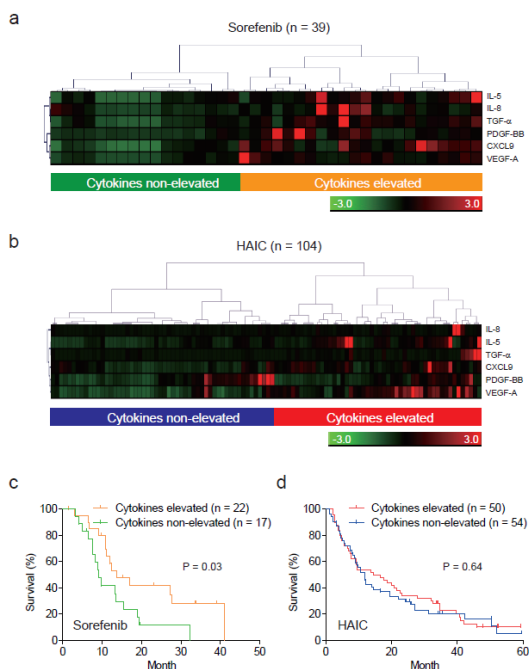 a
Sorefenib (n = 39)
IL-5
IL-8
TGF-α
PDGF-BB
CXCL9
VEGF-A
Cytokines non-elevated
Cytokines elevated
-3.0
3.0
b
HAIC (n = 104)
IL-8
IL-5
TGF-α
CXCL9
PDGF-BB
VEGF-A
Cytokines non-elevated
Cytokines elevated
-3.0
3.0
c
Cytokines elevated (n = 22)
Cytokines non-elevated (n = 17)
100
80
60
40
20
0
Survival (%)
P = 0.03
Sorefenib
0 10 20 30 40 50
Month
d
Cytokines elevated (n = 50)
Cytokines non-elevated (n = 54)
100
80
60
40
20
0
Survival (%)
P = 0.64
HAIC
0 20 40 60
Month